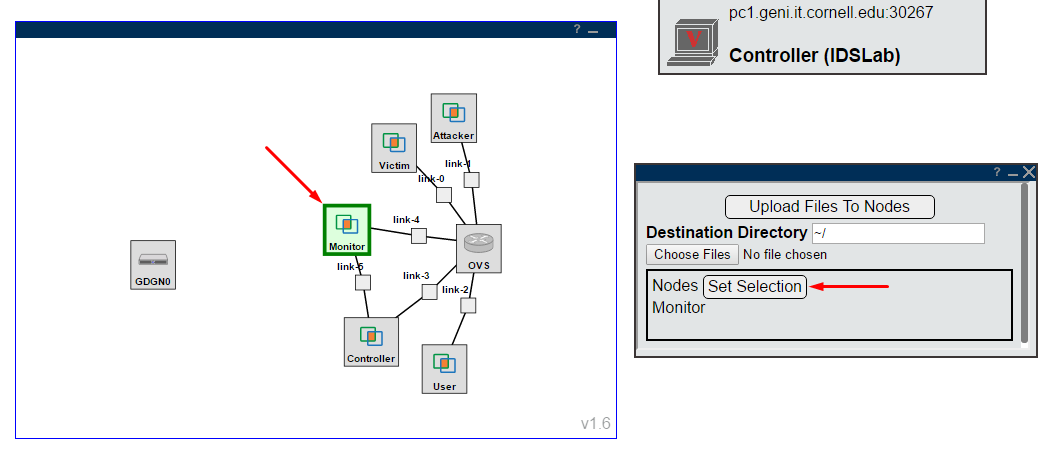 ? _
Attacker
Victim
link-1
link-0
link-4
Monitor
OVS
link-5
link-3
link-2
GDGN0
Controller
User
v1.6
pc1.geni.it.cornell.edu:30267
V
Controller (IDSLab)
? _ X
Upload Files To Nodes
Destination Directory ~/
Choose Files No file chosen
Nodes Set Selection
Monitor